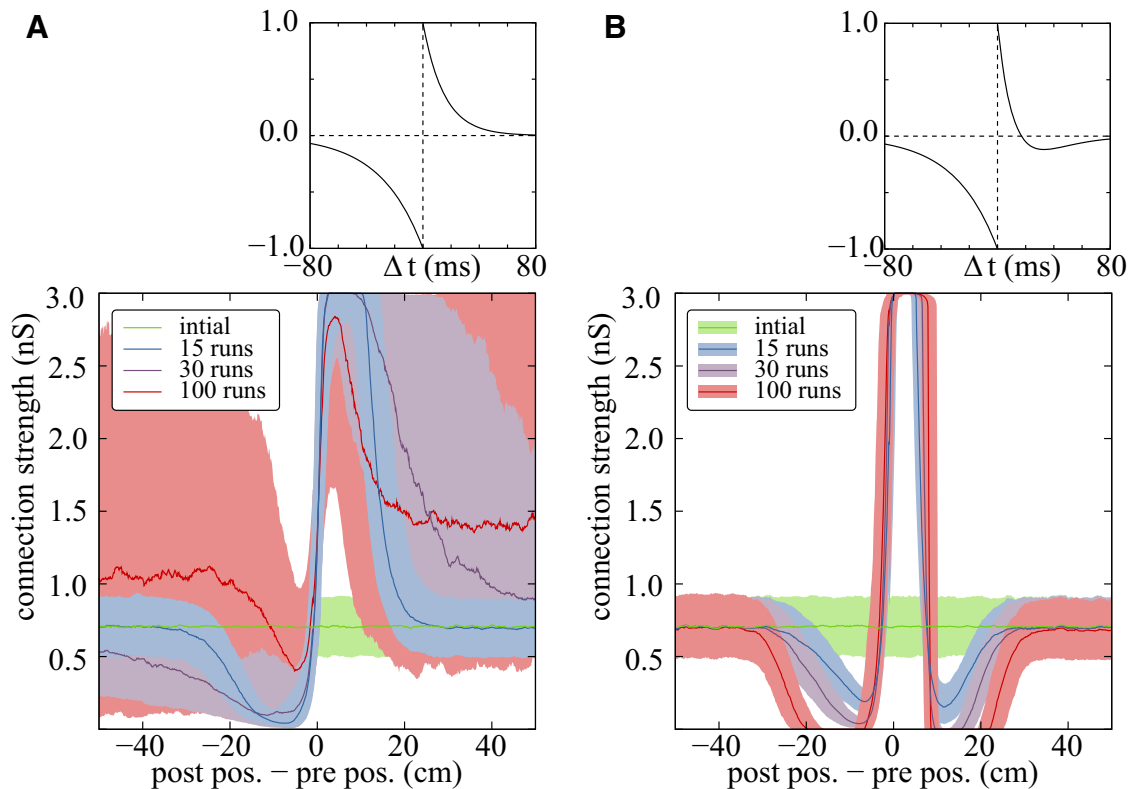 A
1.0
0.0
−1.0
−80
Δ t (ms)
80
3.0
2.5
2.0
1.5
1.0
0.5
connection strength (nS)
intial
15 runs
30 runs
100 runs
−40
−20
0
20
40
post pos. − pre pos. (cm)
B
1.0
0.0
−1.0
−80
Δ t (ms)
80
3.0
2.5
2.0
1.5
1.0
0.5
connection strength (nS)
intial
15 runs
30 runs
100 runs
−40
−20
0
20
40
post pos. − pre pos. (cm)